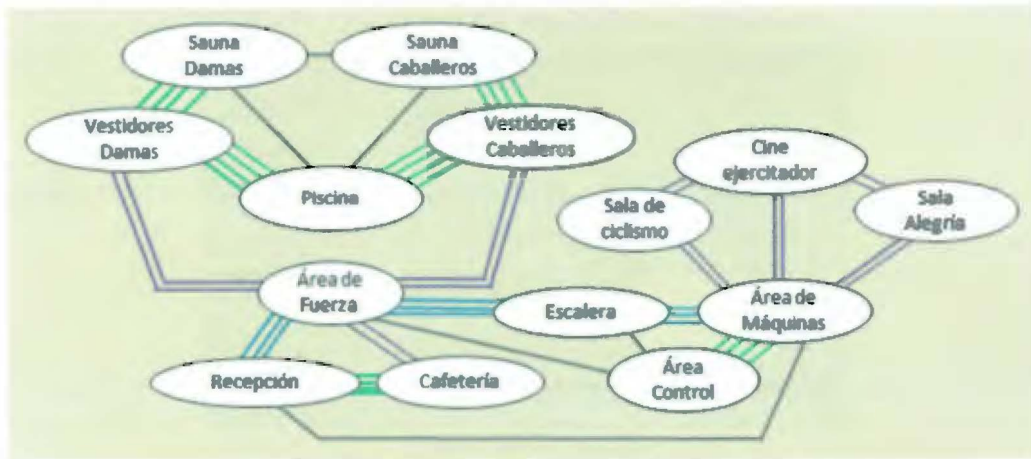 Sauna
Damas
Sauna
Caballeros
Vestidores
Damas
Vestidores
Caballeros
Piscina
Cine
ejercitador
Sala de
ciclismo
Sala
Alegría
Área de
Fuerza
Escalera
Área de
Máquinas
Recepción
Cafetería
Área
Control